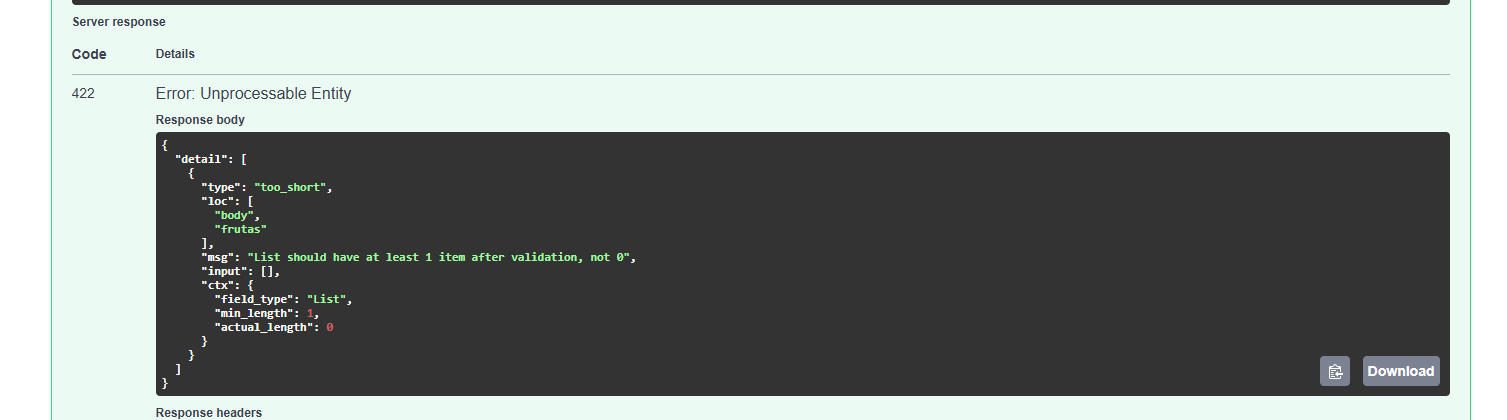 Server response
Code Details
422 Error: Unprocessable Entity
Response body
{
  "detail": [
    {
      "type": "too_short",
      "loc": [
        "body",
        "frutas"
      ],
      "msg": "List should have at least 1 item after validation, not 0",
      "input": [],
      "ctx": {
        "field_type": "List",
        "min_length": 1,
        "actual_length": 0
      }
    }
  ]
}
Download
Response headers